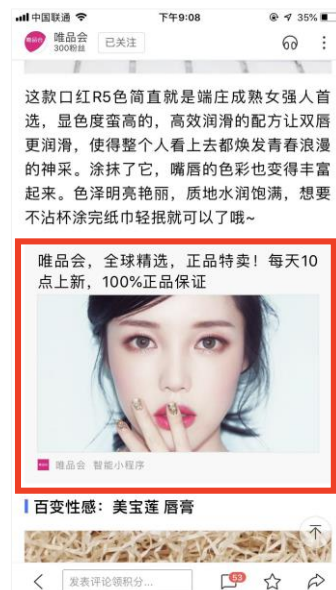 中国联通 下午9:08 35%
唯品会
300粉丝
已关注
这款口红R5色简直就是端庄成熟女强人首
选，显色度蛮高的，高效润滑的配方让双唇
更润滑，使得整个人看上去都焕发青春浪漫
的神采。涂抹了它，嘴唇的色彩也变得丰富
起来。色泽明亮艳丽，质地水润饱满，想要
不沾杯涂完纸巾轻抿就可以了哦~
唯品会，全球精选，正品特卖！每天10
点上新，100%正品保证
唯品会 智能小程序
百变性感：美宝莲 唇膏
发表评论领积分...
53